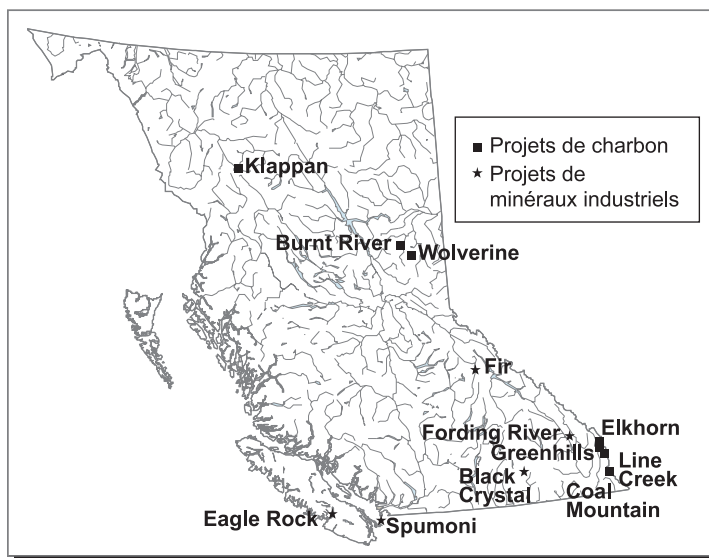 Projets de charbon
Projets de
minéraux industriels
Klappan
Burnt River
Wolverine
Fir
Elkhorn
Fording River
Greenhills
Line
Creek
Black
Crystal
Coal
Mountain
Eagle Rock
Spumoni